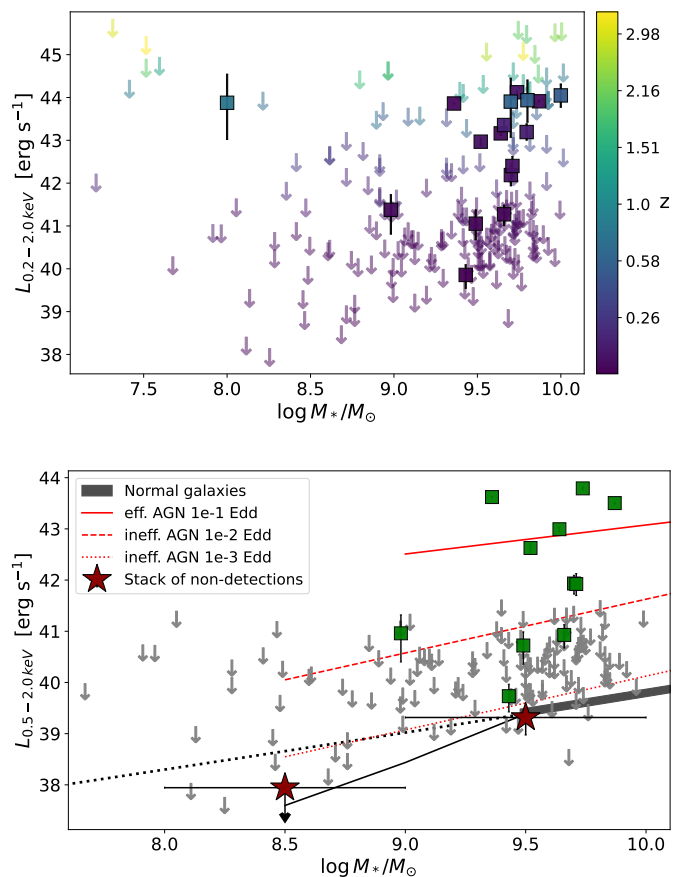 45
44
43
42
41
40
39
38
L0.2−2.0 keV [erg s−1]
7.5 8.0 8.5 9.0 9.5 10.0
log M*/M⊙
2.98
2.16
1.51
1.0
0.58
0.26
z
44
43
42
41
40
39
38
L0.5−2.0 keV [erg s−1]
Normal galaxies
eff. AGN 1e-1 Edd
ineff. AGN 1e-2 Edd
ineff. AGN 1e-3 Edd
Stack of non-detections
8.0 8.5 9.0 9.5 10.0
log M*/M⊙